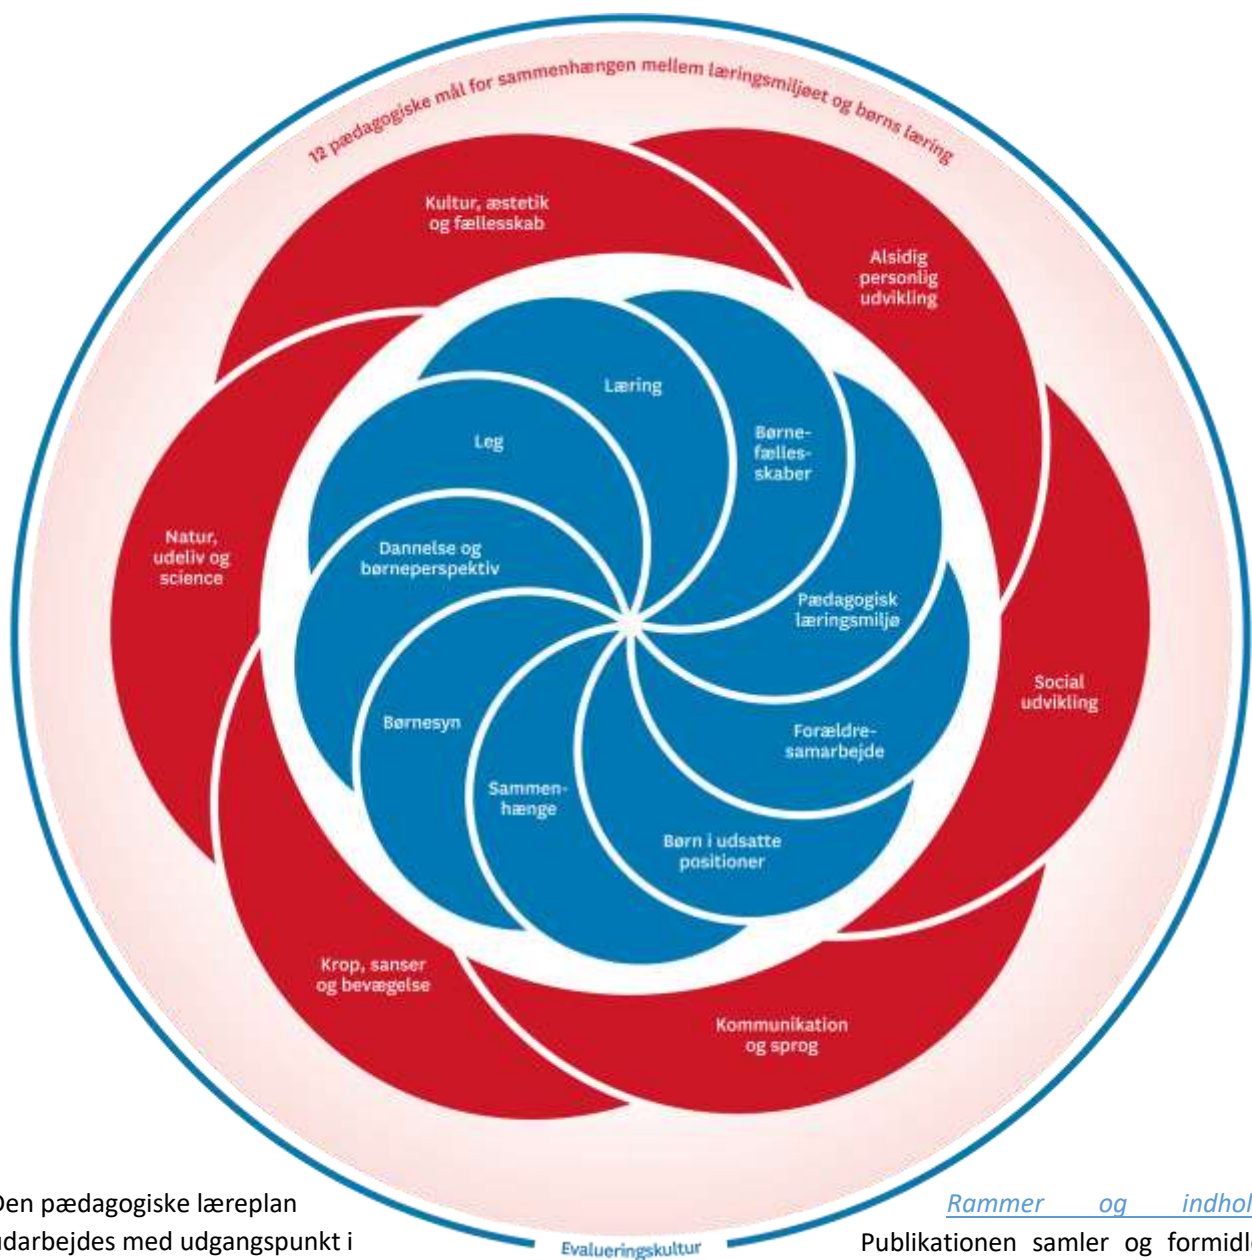 12 pædagogiske mål for sammenhængen mellem læringsmiljøet og børns læring
Kultur, æstetik
og fællesskab
Alsidig
personlig
udvikling
Læring
Børne-
fælles-
skaber
Leg
Natur,
udeliv og
science
Dannelse og
børneperspektiv
Pædagogisk
læringsmiljø
Social
udvikling
Børnesyn
Forældre-
samarbejde
Sammen-
hænge
Børn i udsatte
positioner
Krop, sanser
og bevægelse
Kommunikation
og sprog
Den pædagogiske læreplan
udarbejdes med udgangspunkt i
Evalueringskultur
Rammer og indhol
Publikationen samler og formidle